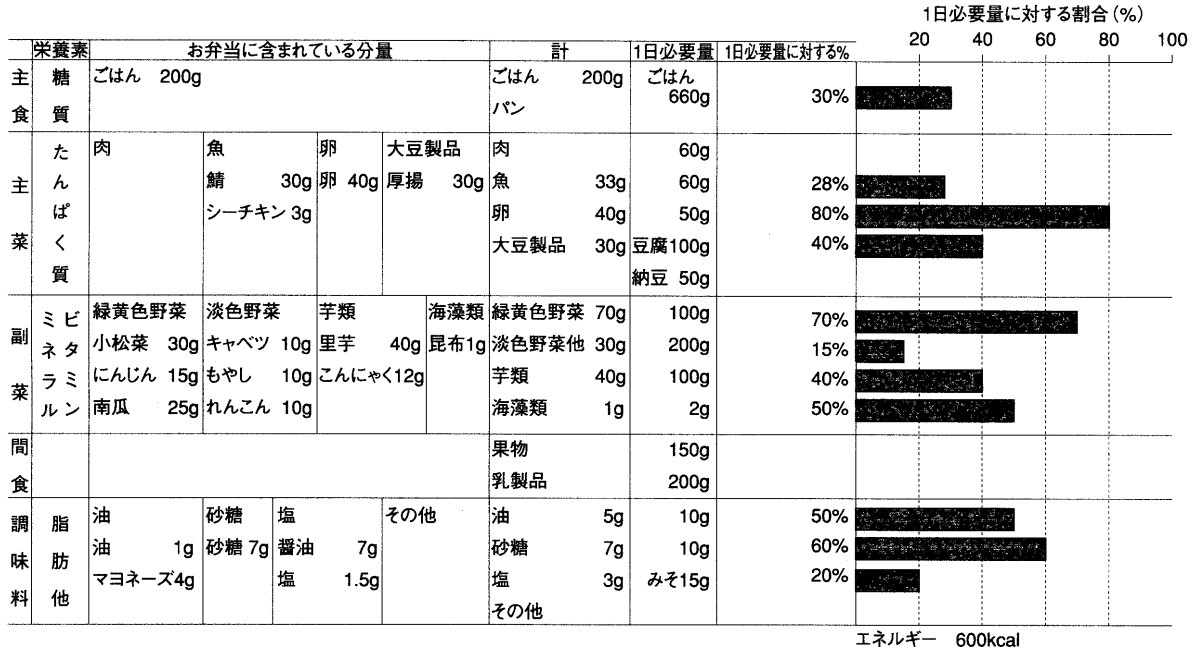 1日必要量に対する割合(%)
20 40 60 80 100
栄養素 お弁当に含まれている分量 計 1日必要量 1日必要量に対する%
主食 糖質 ごはん 200g ごはん 200g ごはん 660g 30%
パン
主菜 たんぱく質 肉 魚 卵 大豆製品 肉 60g
鯖 30g 卵 40g 厚揚 30g 魚 33g 60g 28%
シーチキン 3g 卵 40g 50g 80%
大豆製品 30g 豆腐100g 40%
納豆 50g
副菜 ビタミン ミネラル 緑黄色野菜 淡色野菜 芋類 海藻類 緑黄色野菜 70g 100g 70%
小松菜 30g キャベツ 10g 里芋 40g 昆布1g 淡色野菜他 30g 200g 15%
にんじん 15g もやし 10g こんにゃく12g 芋類 40g 100g 40%
南瓜 25g れんこん 10g 海藻類 1g 2g 50%
間食 果物 150g
乳製品 200g
調味料 脂肪他 油 砂糖 塩 その他 油 5g 10g 50%
油 1g 砂糖 7g 醤油 7g 砂糖 7g 10g 60%
マヨネーズ4g 塩 1.5g 塩 3g みそ15g 20%
その他
エネルギー 600kcal